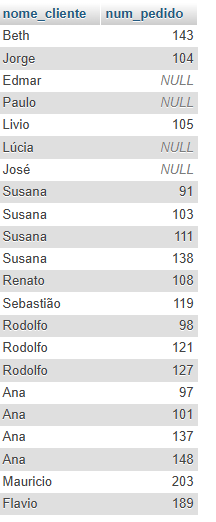 nome_cliente num_pedido
Beth 143
Jorge 104
Edmar NULL
Paulo NULL
Livio 105
Lúcia NULL
José NULL
Susana 91
Susana 103
Susana 111
Susana 138
Renato 108
Sebastião 119
Rodolfo 98
Rodolfo 121
Rodolfo 127
Ana 97
Ana 101
Ana 137
Ana 148
Mauricio 203
Flavio 189